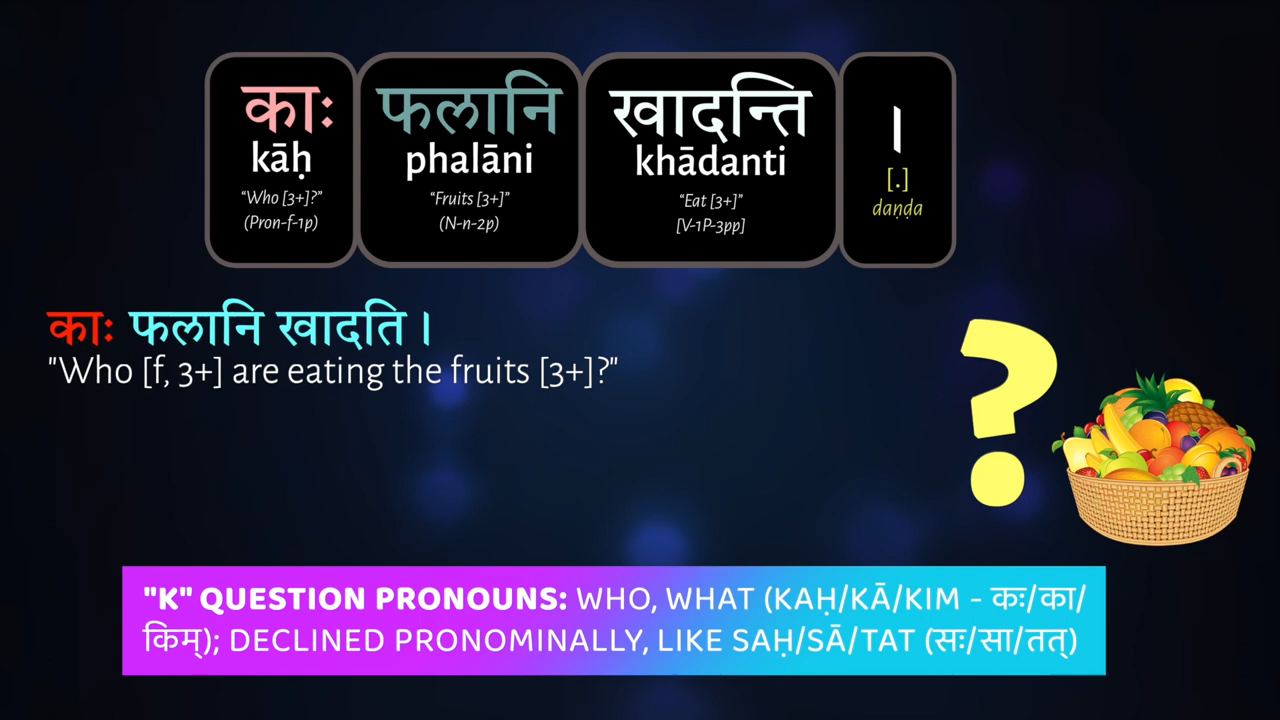 काः फलानि खादन्ति ।
kāḥ phalāni khādanti [.]
"Who [3+]?" "Fruits [3+]" "Eat [3+]" daṇḍa
(Pron-f-1p) (N-n-2p) [V-1P-3pp]
काः फलानि खादति ।
"Who [f, 3+] are eating the fruits [3+]?"
"K" QUESTION PRONOUNS: WHO, WHAT (KAḤ/KĀ/KIM - कः/का/
किम्); DECLINED PRONOMINALLY, LIKE SAḤ/SĀ/TAT (सः/सा/तत्)